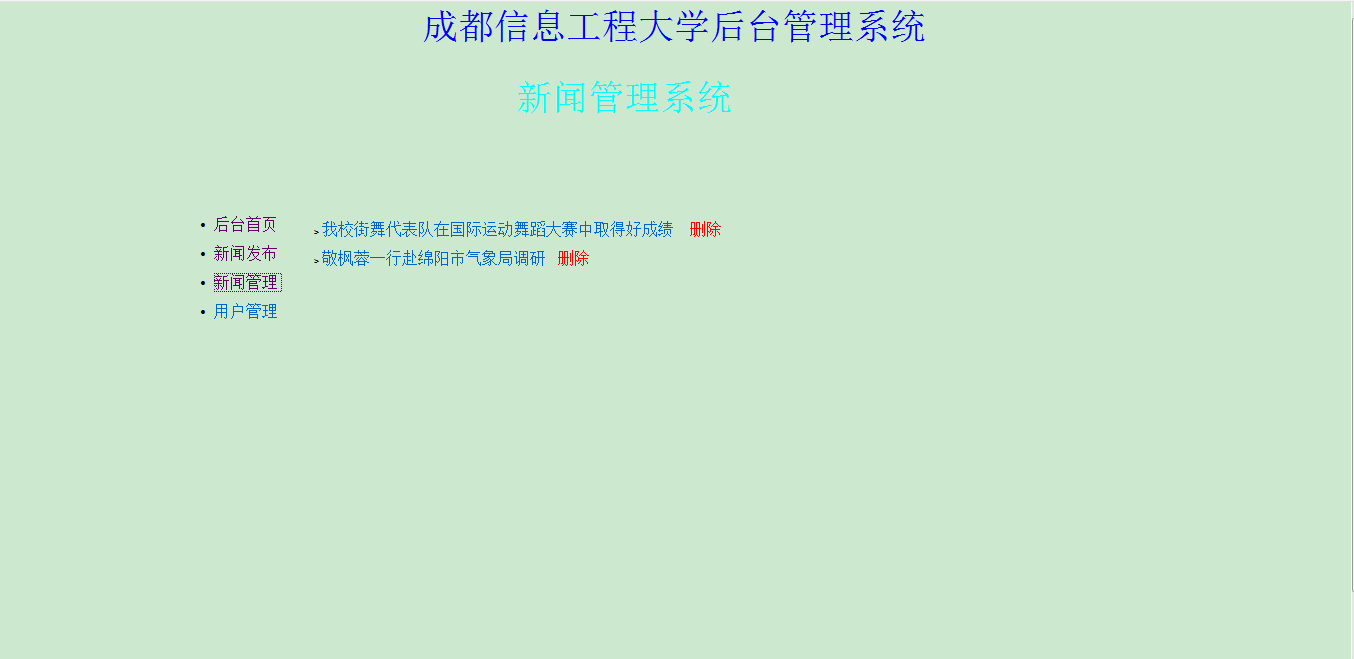 成都信息工程大学后台管理系统
新闻管理系统
• 后台首页
• 新闻发布
• 新闻管理
• 用户管理
> 我校街舞代表队在国际运动舞蹈大赛中取得好成绩 删除
> 敬枫蓉一行赴绵阳市气象局调研 删除